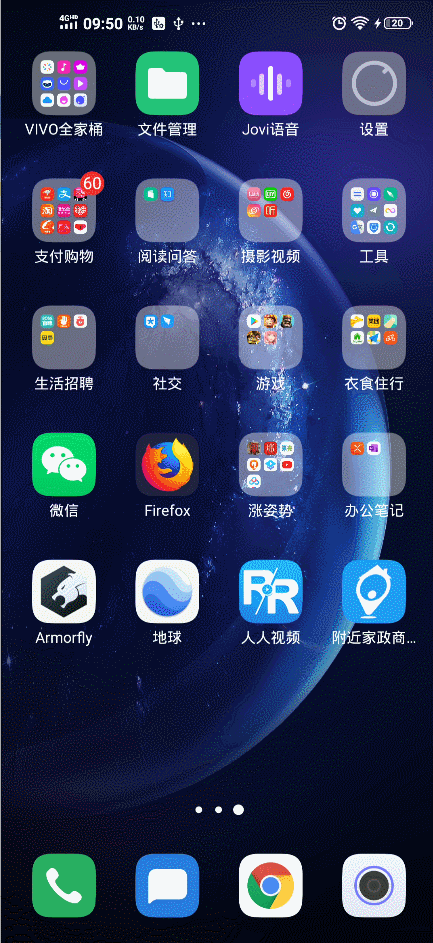 4G HD 09:50 0.10 KB/s 20
VIVO全家桶 文件管理 Jovi语音 设置
60
支付购物 阅读问答 摄影视频 工具
生活招聘 社交 游戏 衣食住行
微信 Firefox 涨姿势 办公笔记
RR
Armorfly 地球 人人视频 附近家政商...